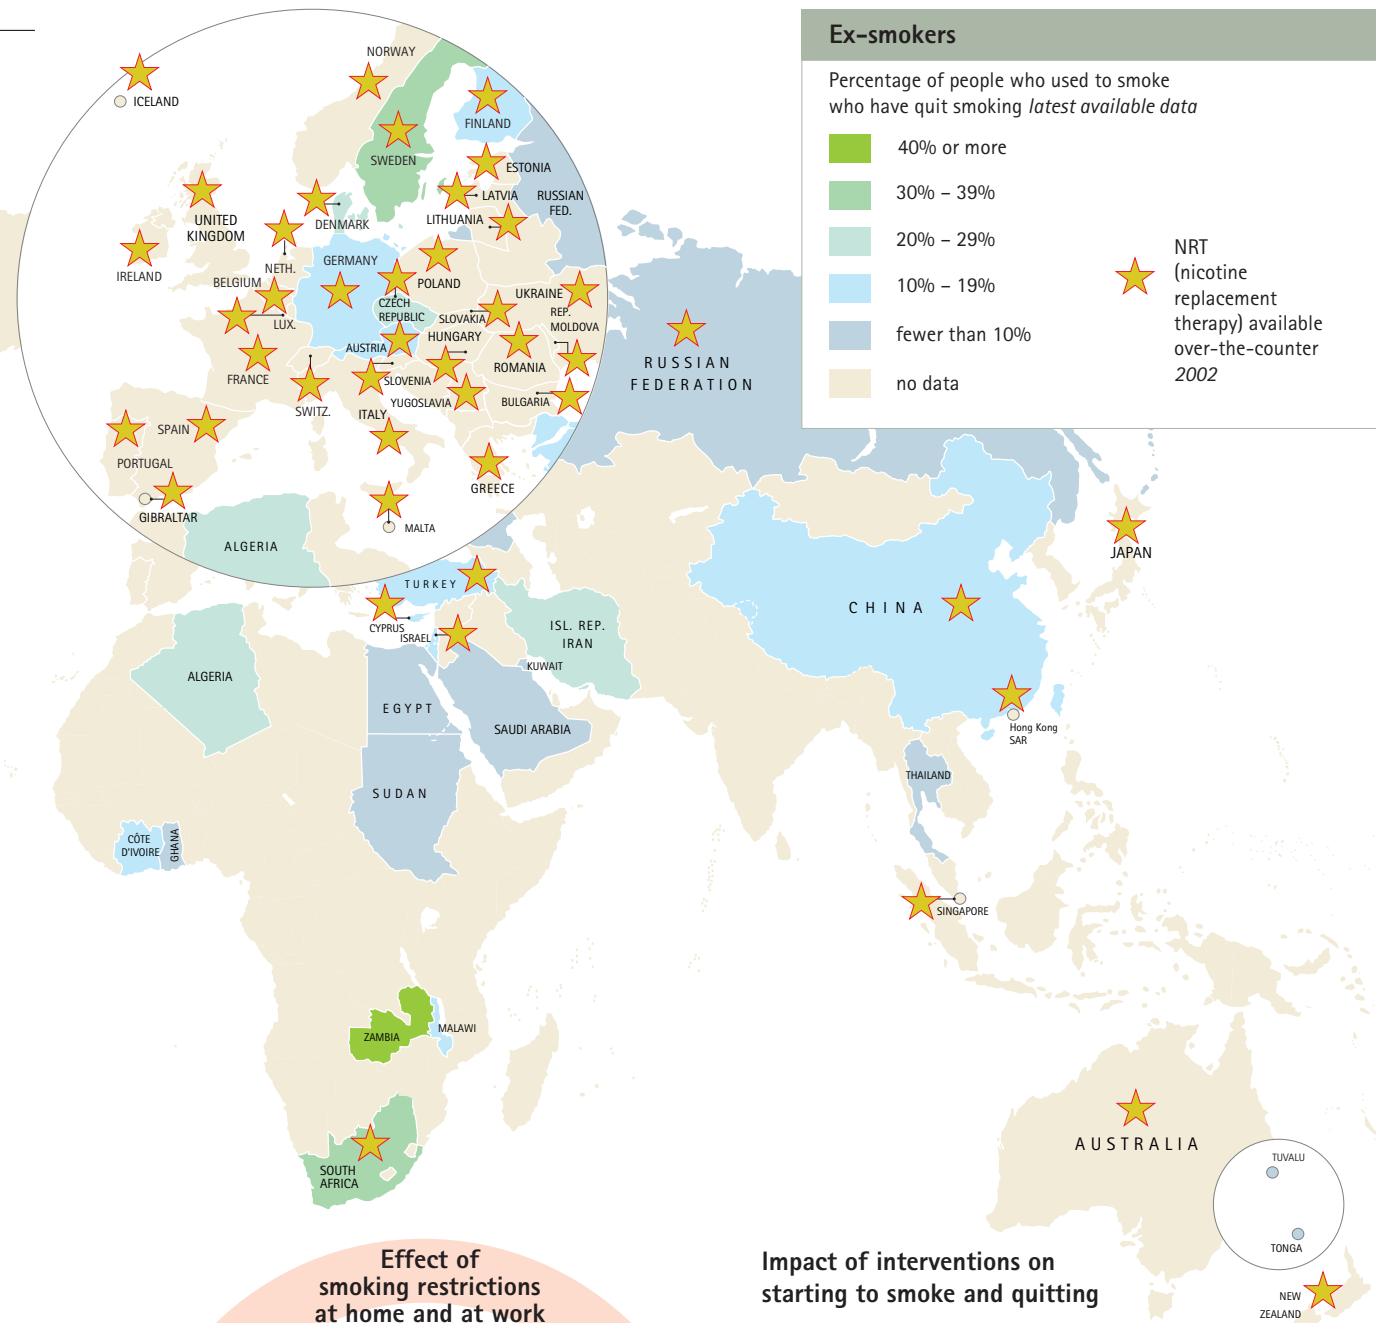 Ex-smokers
Percentage of people who used to smoke
who have quit smoking latest available data
40% or more
30% – 39%
20% – 29%
10% – 19%
fewer than 10%
no data
NRT
(nicotine
replacement
therapy) available
over-the-counter
2002
NORWAY
ICELAND
FINLAND
SWEDEN
ESTONIA
LATVIA
RUSSIAN
FED.
LITHUANIA
UNITED
KINGDOM
DENMARK
IRELAND
NETH.
GERMANY
BELGIUM
POLAND
CZECH
REPUBLIC
UKRAINE
REP.
MOLDOVA
SLOVAKIA
LUX.
HUNGARY
AUSTRIA
FRANCE
ROMANIA
SLOVENIA
YUGOSLAVIA
BULGARIA
SWITZ.
ITALY
SPAIN
PORTUGAL
GREECE
GIBRALTAR
MALTA
ALGERIA
RUSSIAN
FEDERATION
JAPAN
TURKEY
CHINA
CYPRUS
ISRAEL
ISL. REP.
IRAN
KUWAIT
ALGERIA
EGYPT
SAUDI ARABIA
Hong Kong
SAR
THAILAND
SUDAN
CÔTE
D'IVOIRE
GHANA
SINGAPORE
MALAWI
ZAMBIA
AUSTRALIA
SOUTH
AFRICA
TUVALU
TONGA
NEW
ZEALAND
Effect of
smoking restrictions
at home and at work
Impact of interventions on
starting to smoke and quitting